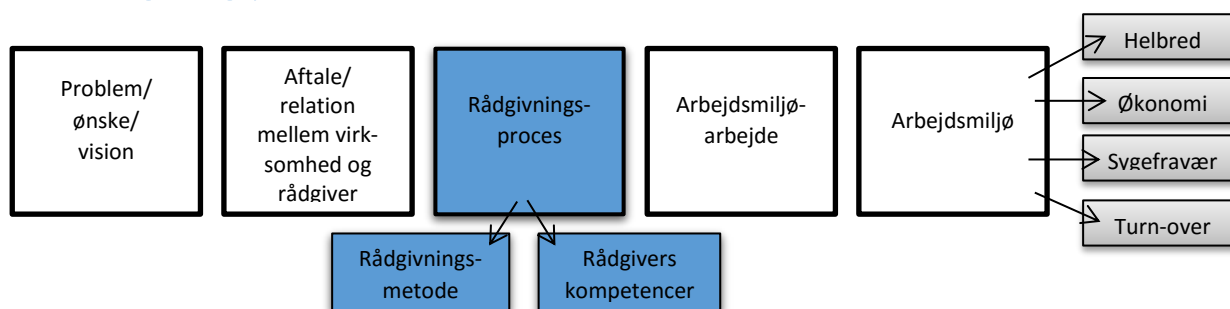 Problem/
ønske/
vision
Aftale/
relation
mellem virk-
somhed og
rådgiver
Rådgivnings-
proces
Arbejdsmiljø-
arbejde
Arbejdsmiljø
Helbred
Økonomi
Sygefravær
Turn-over
Rådgivnings-
metode
Rådgivers
kompetencer